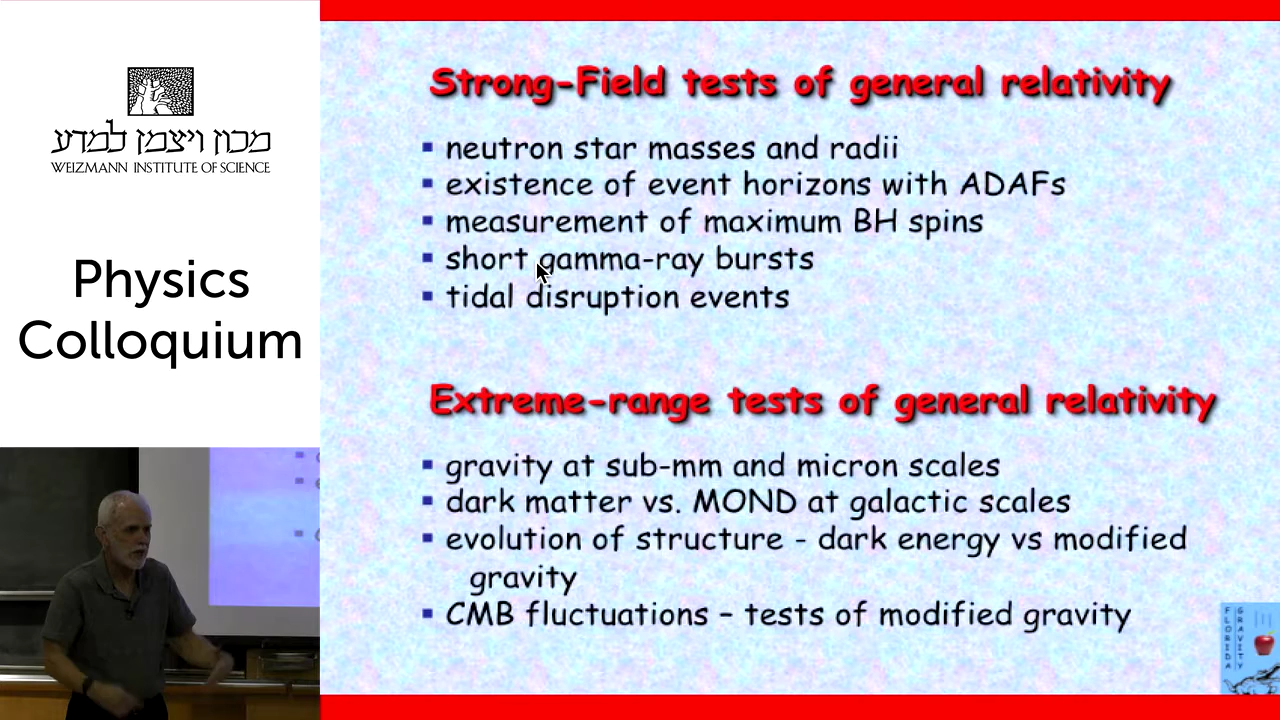 מכון ויצמן למדע
WEIZMANN INSTITUTE OF SCIENCE
Physics
Colloquium
Strong-Field tests of general relativity
▪ neutron star masses and radii
▪ existence of event horizons with ADAFs
▪ measurement of maximum BH spins
▪ short gamma-ray bursts
▪ tidal disruption events
Extreme-range tests of general relativity
▪ gravity at sub-mm and micron scales
▪ dark matter vs. MOND at galactic scales
▪ evolution of structure - dark energy vs modified
gravity
▪ CMB fluctuations – tests of modified gravity
FLORIDA
GRAVITY